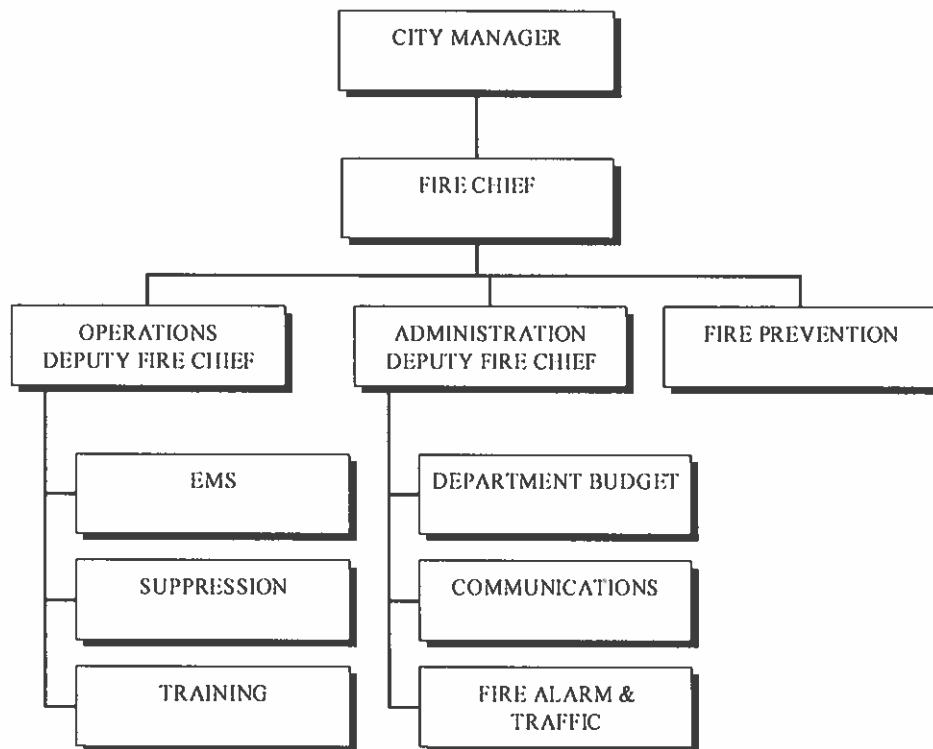 CITY MANAGER
FIRE CHIEF
OPERATIONS
DEPUTY FIRE CHIEF
ADMINISTRATION
DEPUTY FIRE CHIEF
FIRE PREVENTION
EMS
SUPPRESSION
TRAINING
DEPARTMENT BUDGET
COMMUNICATIONS
FIRE ALARM &
TRAFFIC